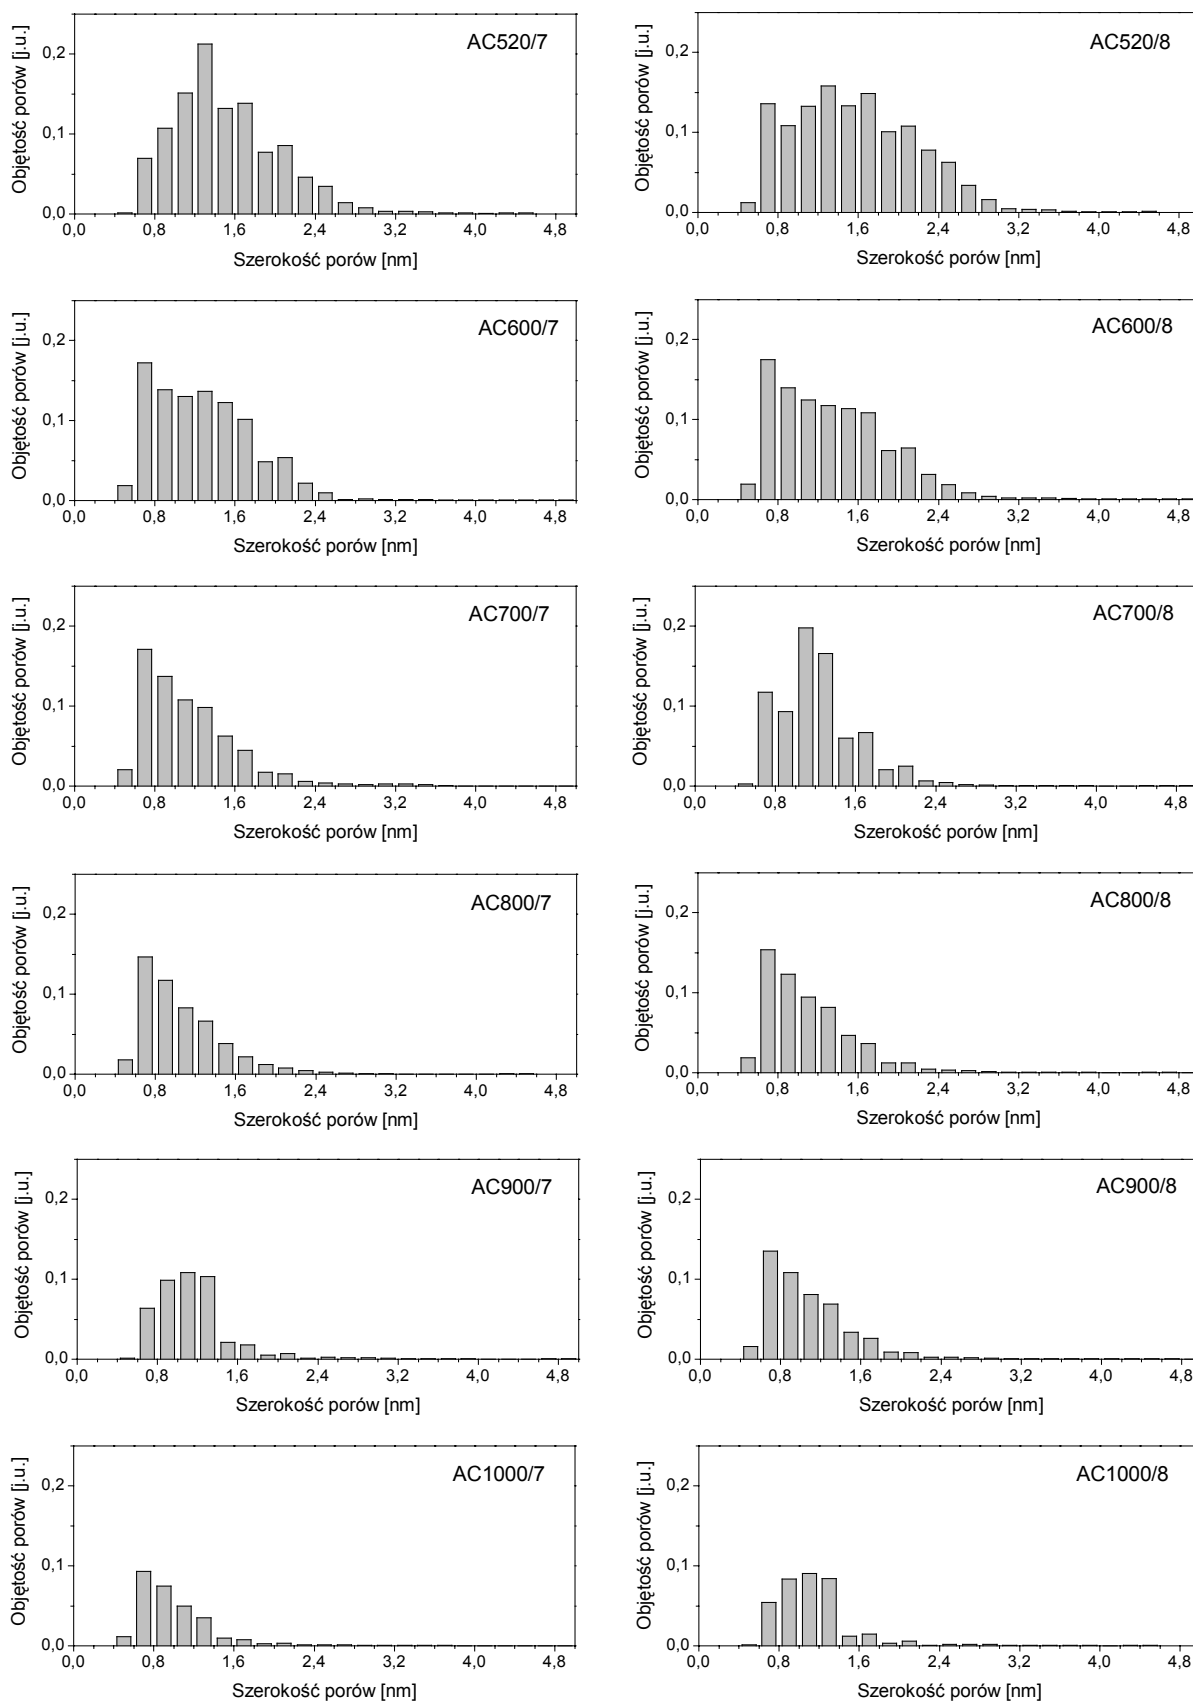 AC520/7
Objętość porów [j.u.]
0,2
0,1
0,0
0,0 0,8 1,6 2,4 3,2 4,0 4,8
Szerokość porów [nm]
AC520/8
Objętość porów [j.u.]
0,2
0,1
0,0
0,0 0,8 1,6 2,4 3,2 4,0 4,8
Szerokość porów [nm]
AC600/7
Objętość porów [j.u.]
0,2
0,1
0,0
0,0 0,8 1,6 2,4 3,2 4,0 4,8
Szerokość porów [nm]
AC600/8
Objętość porów [j.u.]
0,2
0,1
0,0
0,0 0,8 1,6 2,4 3,2 4,0 4,8
Szerokość porów [nm]
AC700/7
Objętość porów [j.u.]
0,2
0,1
0,0
0,0 0,8 1,6 2,4 3,2 4,0 4,8
Szerokość porów [nm]
AC700/8
Objętość porów [j.u.]
0,2
0,1
0,0
0,0 0,8 1,6 2,4 3,2 4,0 4,8
Szerokość porów [nm]
AC800/7
Objętość porów [j.u.]
0,2
0,1
0,0
0,0 0,8 1,6 2,4 3,2 4,0 4,8
Szerokość porów [nm]
AC800/8
Objętość porów [j.u.]
0,2
0,1
0,0
0,0 0,8 1,6 2,4 3,2 4,0 4,8
Szerokość porów [nm]
AC900/7
Objętość porów [j.u.]
0,2
0,1
0,0
0,0 0,8 1,6 2,4 3,2 4,0 4,8
Szerokość porów [nm]
AC900/8
Objętość porów [j.u.]
0,2
0,1
0,0
0,0 0,8 1,6 2,4 3,2 4,0 4,8
Szerokość porów [nm]
AC1000/7
Objętość porów [j.u.]
0,2
0,1
0,0
0,0 0,8 1,6 2,4 3,2 4,0 4,8
Szerokość porów [nm]
AC1000/8
Objętość porów [j.u.]
0,2
0,1
0,0
0,0 0,8 1,6 2,4 3,2 4,0 4,8
Szerokość porów [nm]